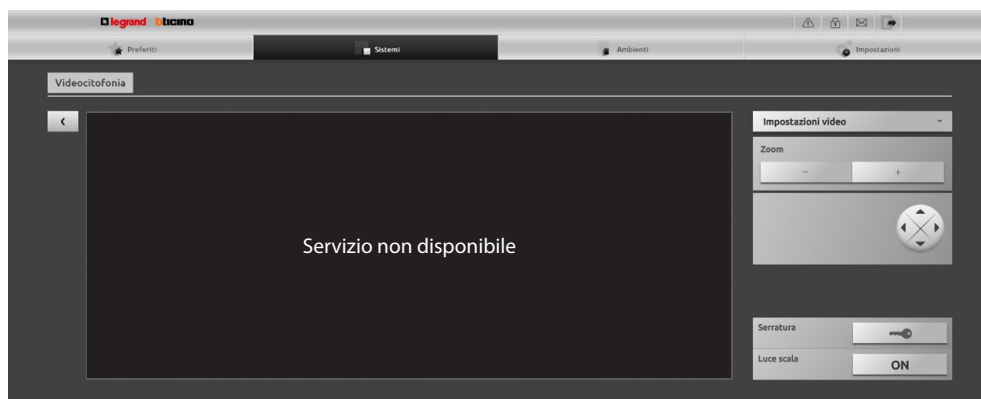 legrand bticino
Preferiti
Sistemi
Ambienti
Impostazioni
Videocitofonia
Impostazioni video
Zoom
- +
Servizio non disponibile
Serratura
Luce scala
ON